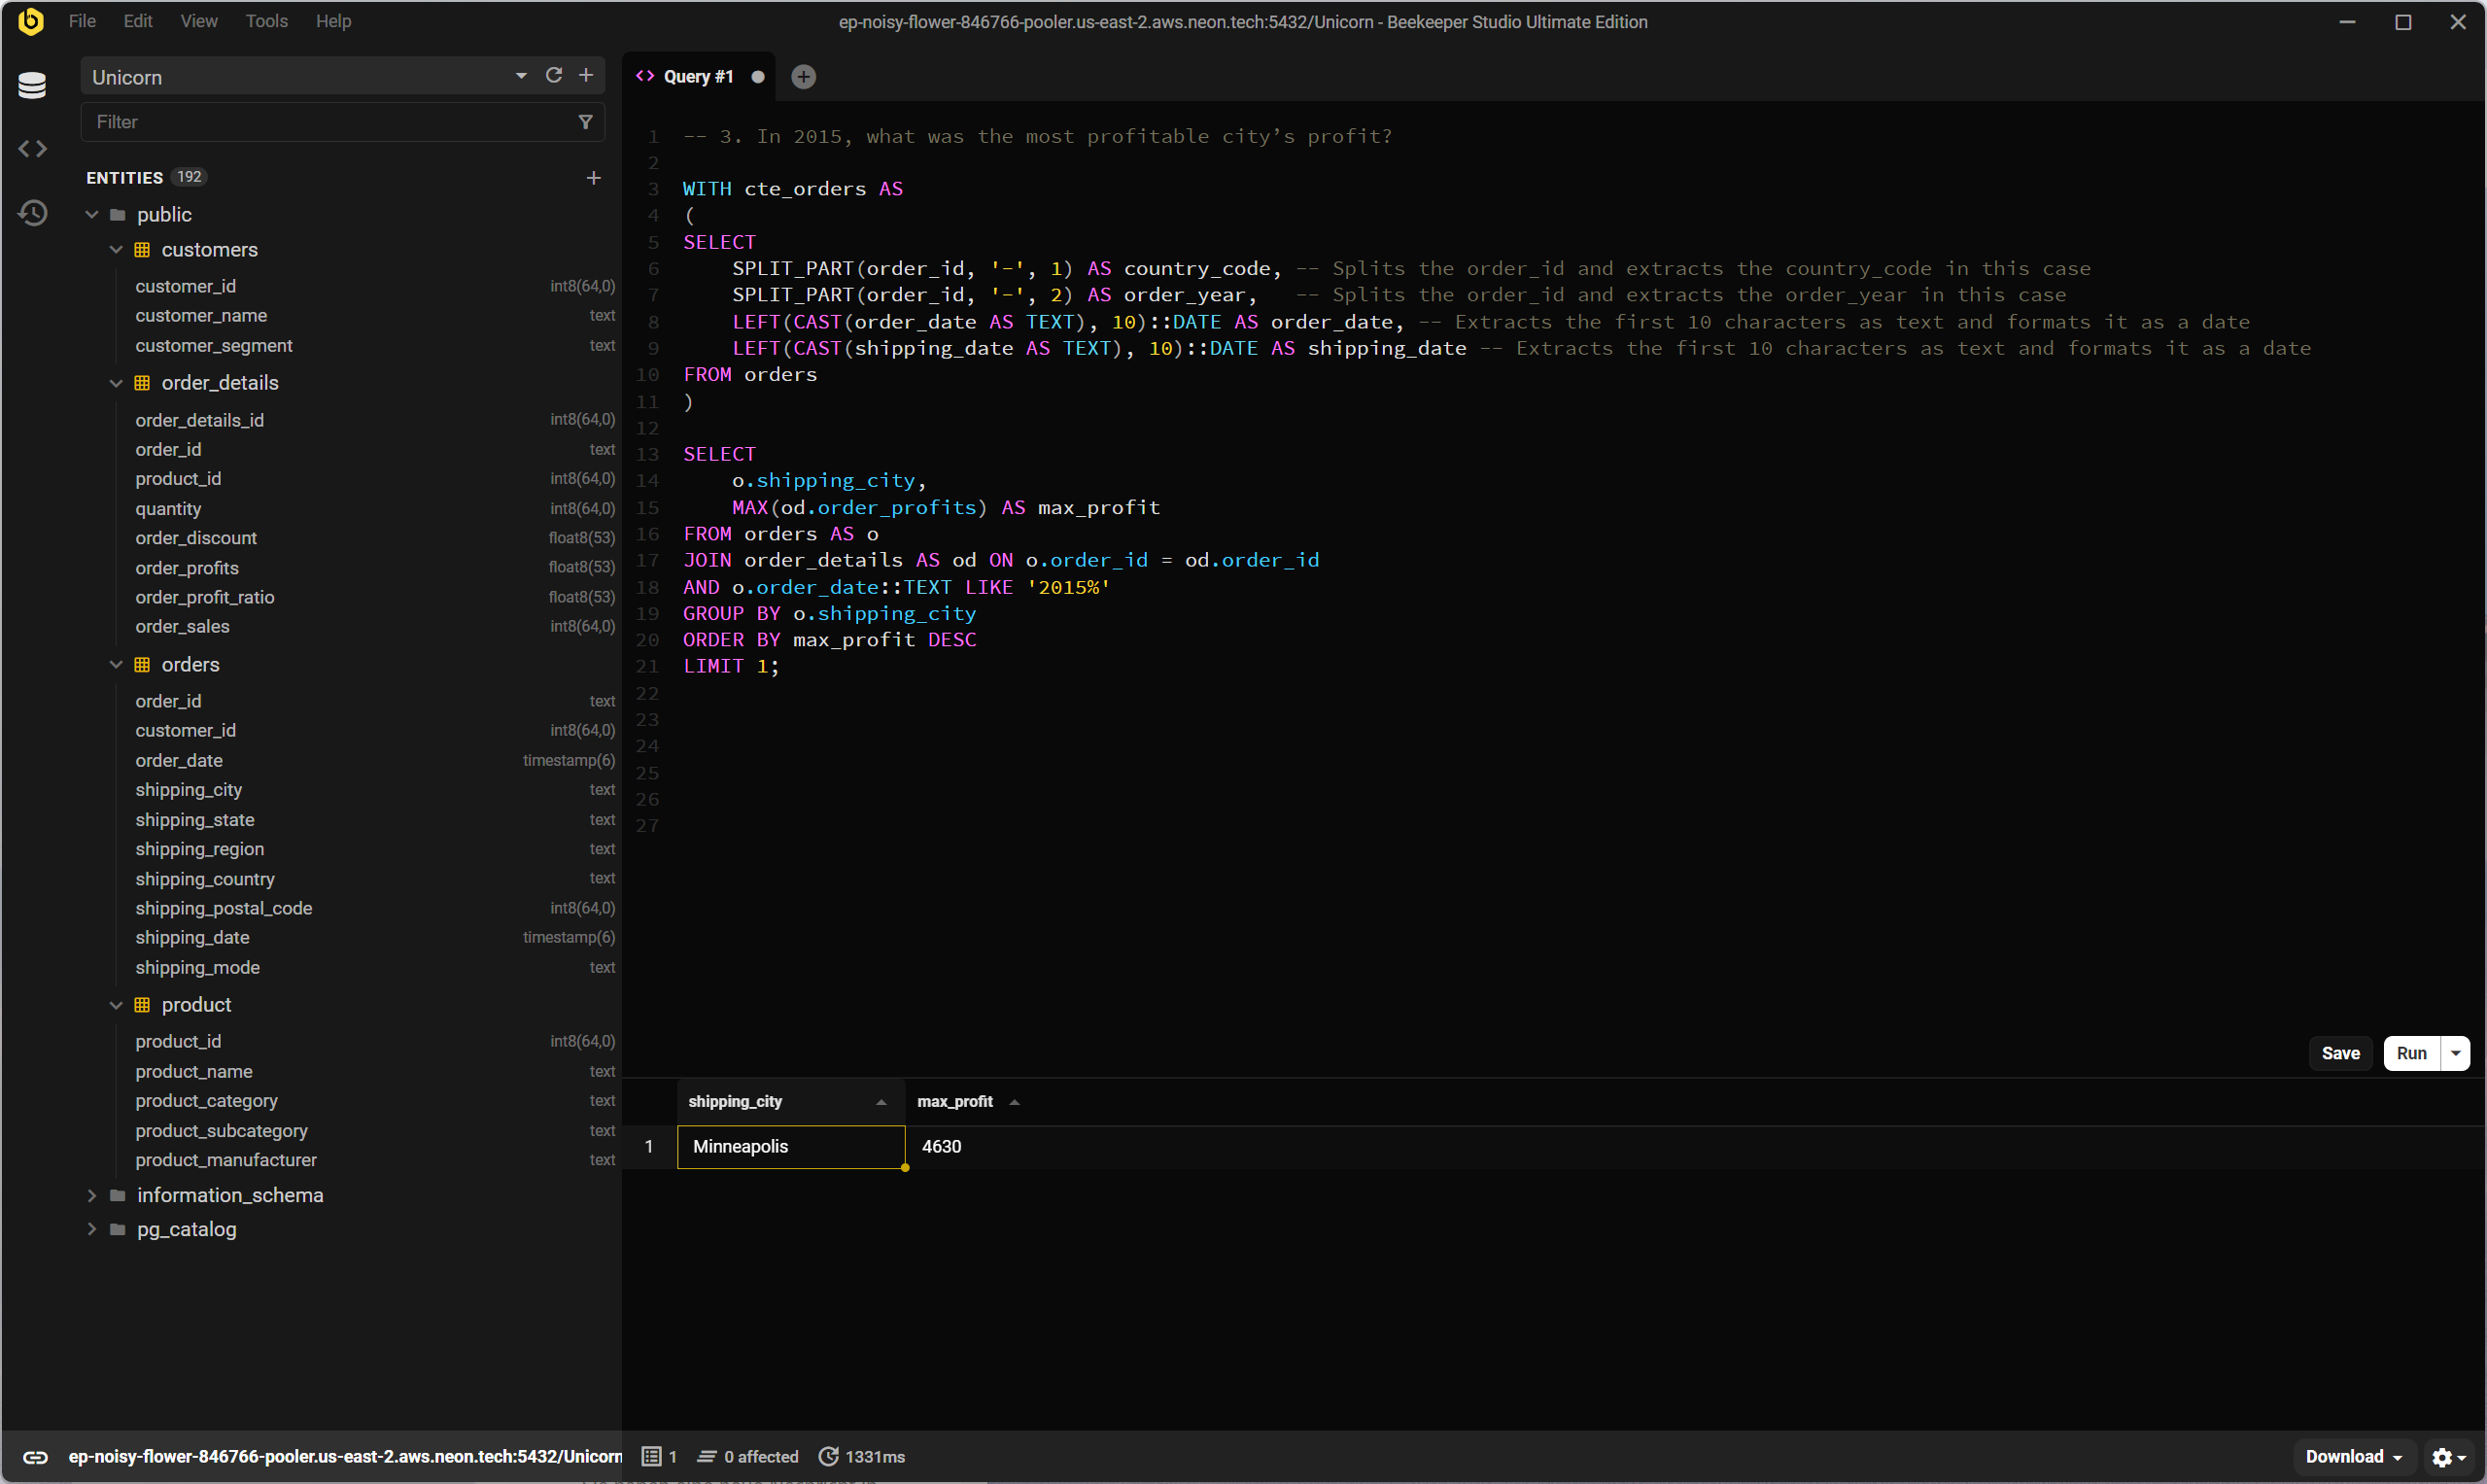 File Edit View Tools Help
ep-noisy-flower-846766-pooler.us-east-2.aws.neon.tech:5432/Unicorn - Beekeeper Studio Ultimate Edition
Unicorn
Filter
ENTITIES 192
public
customers
customer_id int8(64,0)
customer_name text
customer_segment text
order_details
order_details_id int8(64,0)
order_id text
product_id int8(64,0)
quantity int8(64,0)
order_discount float8(53)
order_profits float8(53)
order_profit_ratio float8(53)
order_sales int8(64,0)
orders
order_id text
customer_id int8(64,0)
order_date timestamp(6)
shipping_city text
shipping_state text
shipping_region text
shipping_country text
shipping_postal_code int8(64,0)
shipping_date timestamp(6)
shipping_mode text
product
product_id int8(64,0)
product_name text
product_category text
product_subcategory text
product_manufacturer text
information_schema
pg_catalog
Query #1
1 -- 3. In 2015, what was the most profitable city’s profit?
2
3 WITH cte_orders AS
4 (
5 SELECT
6 SPLIT_PART(order_id, '-', 1) AS country_code, -- Splits the order_id and extracts the country_code in this case
7 SPLIT_PART(order_id, '-', 2) AS order_year, -- Splits the order_id and extracts the order_year in this case
8 LEFT(CAST(order_date AS TEXT), 10)::DATE AS order_date, -- Extracts the first 10 characters as text and formats it as a date
9 LEFT(CAST(shipping_date AS TEXT), 10)::DATE AS shipping_date -- Extracts the first 10 characters as text and formats it as a date
10 FROM orders
11 )
12
13 SELECT
14 o.shipping_city,
15 MAX(od.order_profits) AS max_profit
16 FROM orders AS o
17 JOIN order_details AS od ON o.order_id = od.order_id
18 AND o.order_date::TEXT LIKE '2015%'
19 GROUP BY o.shipping_city
20 ORDER BY max_profit DESC
21 LIMIT 1;
22
23
24
25
26
27
Save Run
shipping_city max_profit
1 Minneapolis 4630
ep-noisy-flower-846766-pooler.us-east-2.aws.neon.tech:5432/Unicorn 1 0 affected 1331ms Download